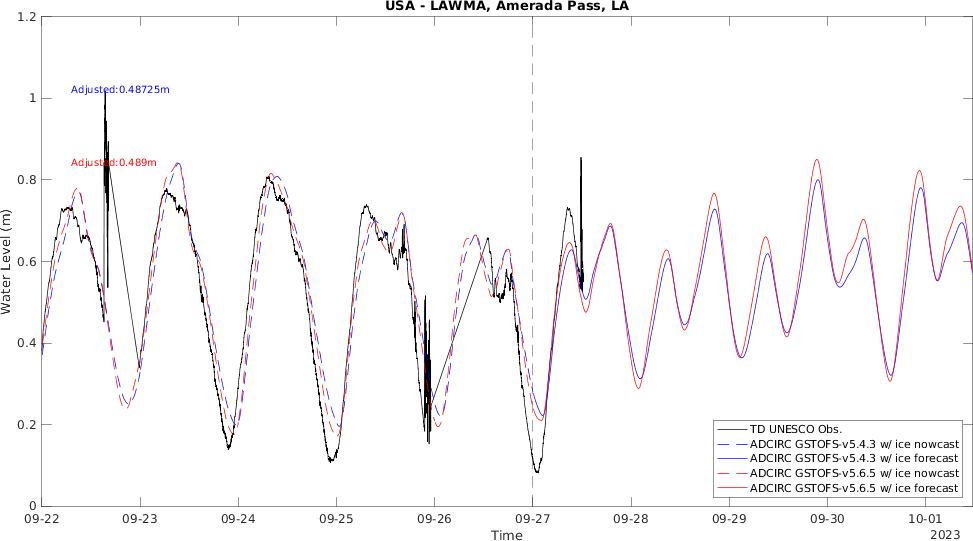 USA - LAWMA, Amerada Pass, LA
Water Level (m)
1.2
1
0.8
0.6
0.4
0.2
0
Adjusted:0.48725m
Adjusted:0.489m
TD UNESCO Obs.
ADCIRC GSTOFS-v5.4.3 w/ ice nowcast
ADCIRC GSTOFS-v5.4.3 w/ ice forecast
ADCIRC GSTOFS-v5.6.5 w/ ice nowcast
ADCIRC GSTOFS-v5.6.5 w/ ice forecast
09-22 09-23 09-24 09-25 09-26 09-27 09-28 09-29 09-30 10-01
Time
2023